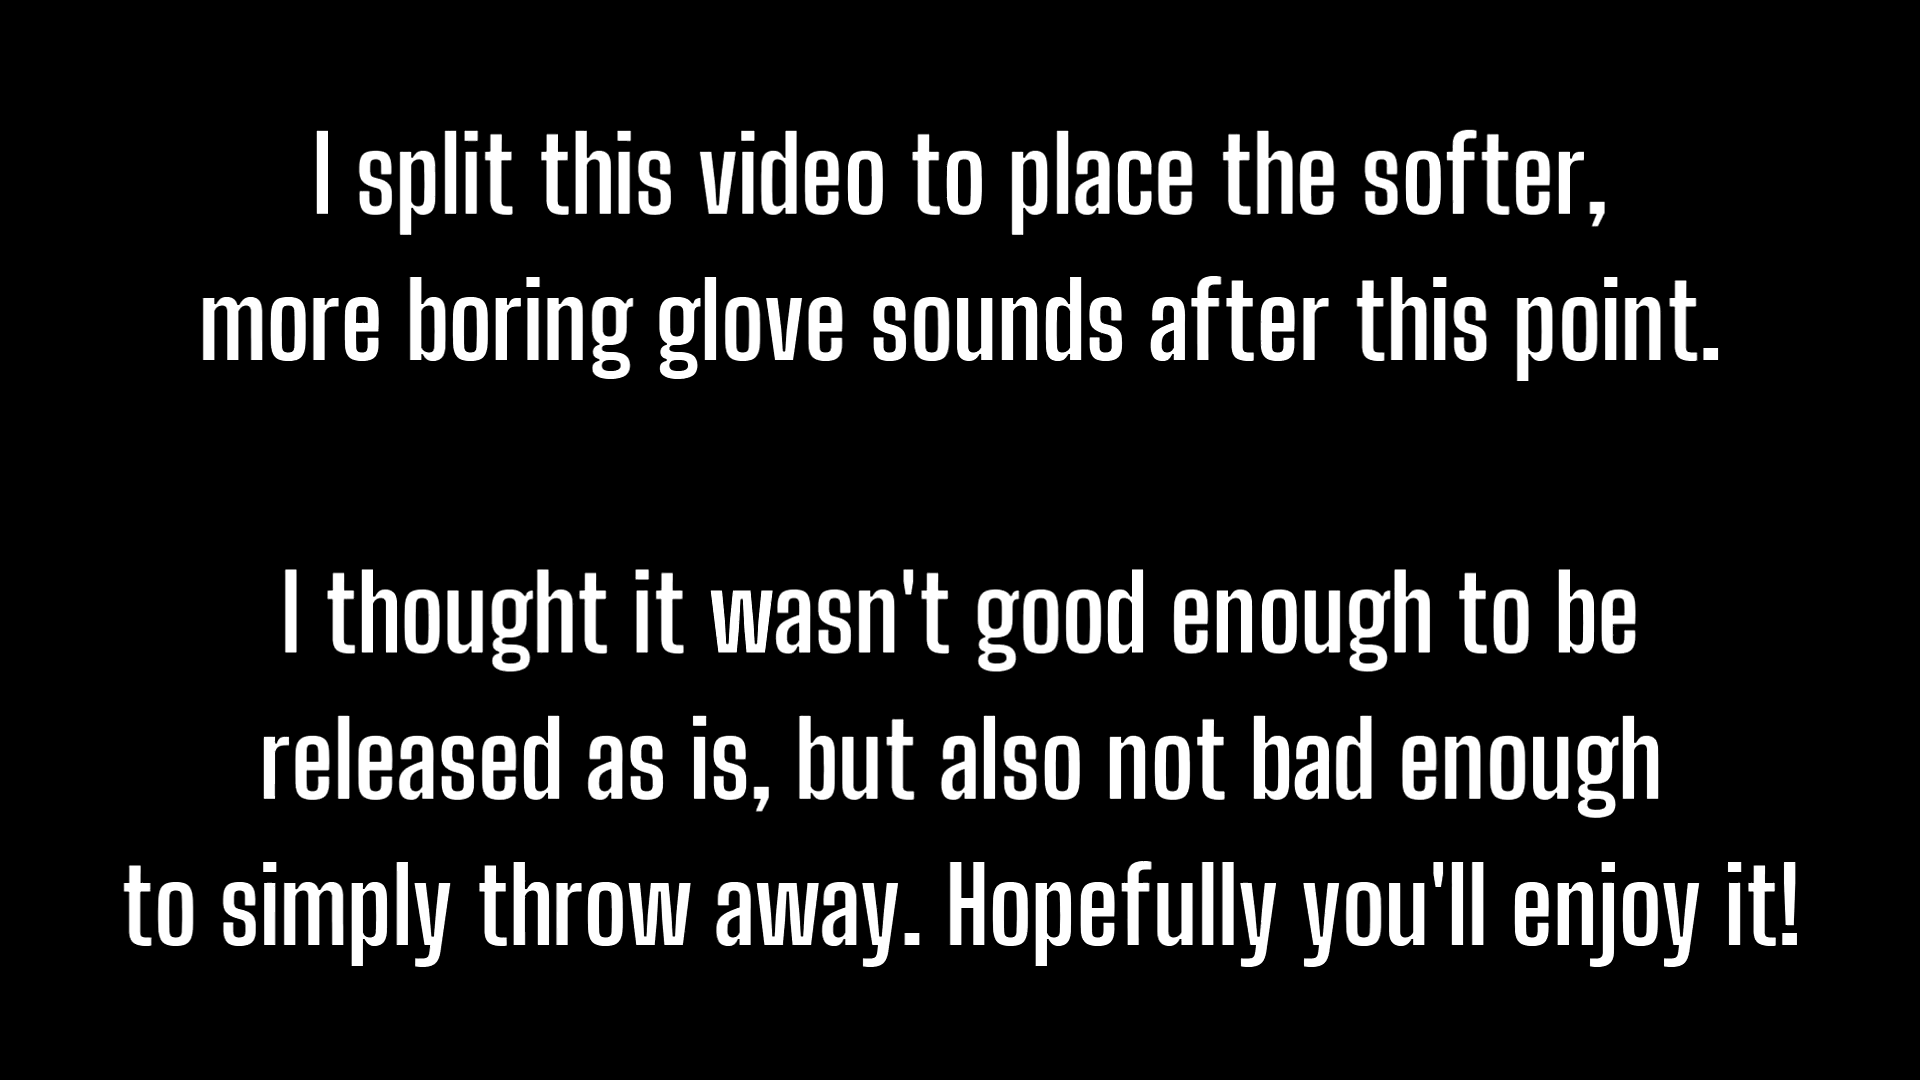 I split this video to place the softer,
more boring glove sounds after this point.
I thought it wasn't good enough to be
released as is, but also not bad enough
to simply throw away. Hopefully you'll enjoy it!